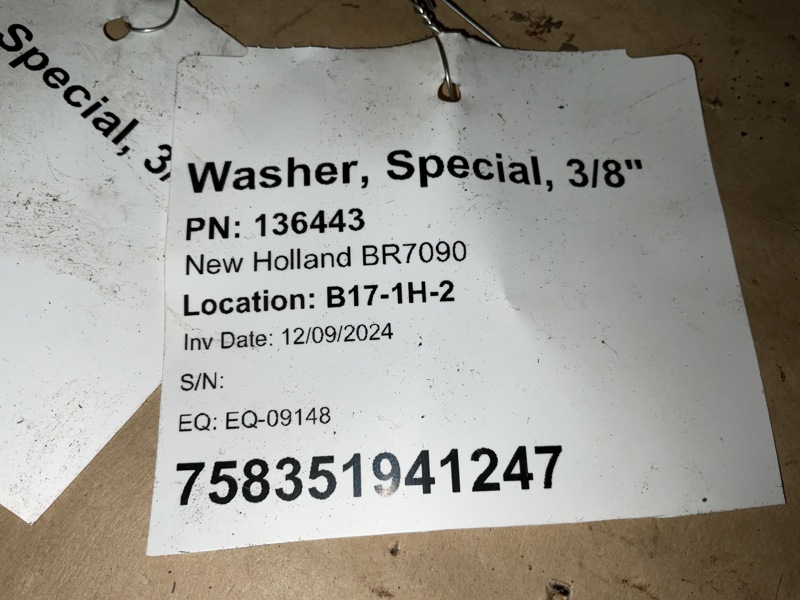 Special, 3/
Washer, Special, 3/8"
PN: 136443
New Holland BR7090
Location: B17-1H-2
Inv Date: 12/09/2024
S/N:
EQ: EQ-09148
758351941247